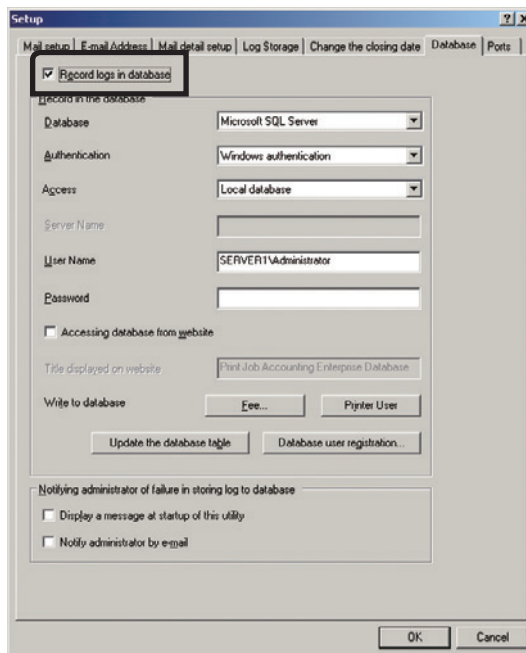 Setup
Mail setup | E-mail Address | Mail detail setup | Log Storage | Change the closing date | Database | Ports
Record logs in database
Record in the database
Database Microsoft SQL Server
Authentication Windows authentication
Access Local database
Server Name
User Name SERVER1\Administrator
Password
Accessing database from website
Title displayed on website Print Job Accounting Enterprise Database
Write to database Fee... Printer User
Update the database table Database user registration...
Notifying administrator of failure in storing log to database
Display a message at startup of this utility
Notify administrator by e-mail
OK Cancel